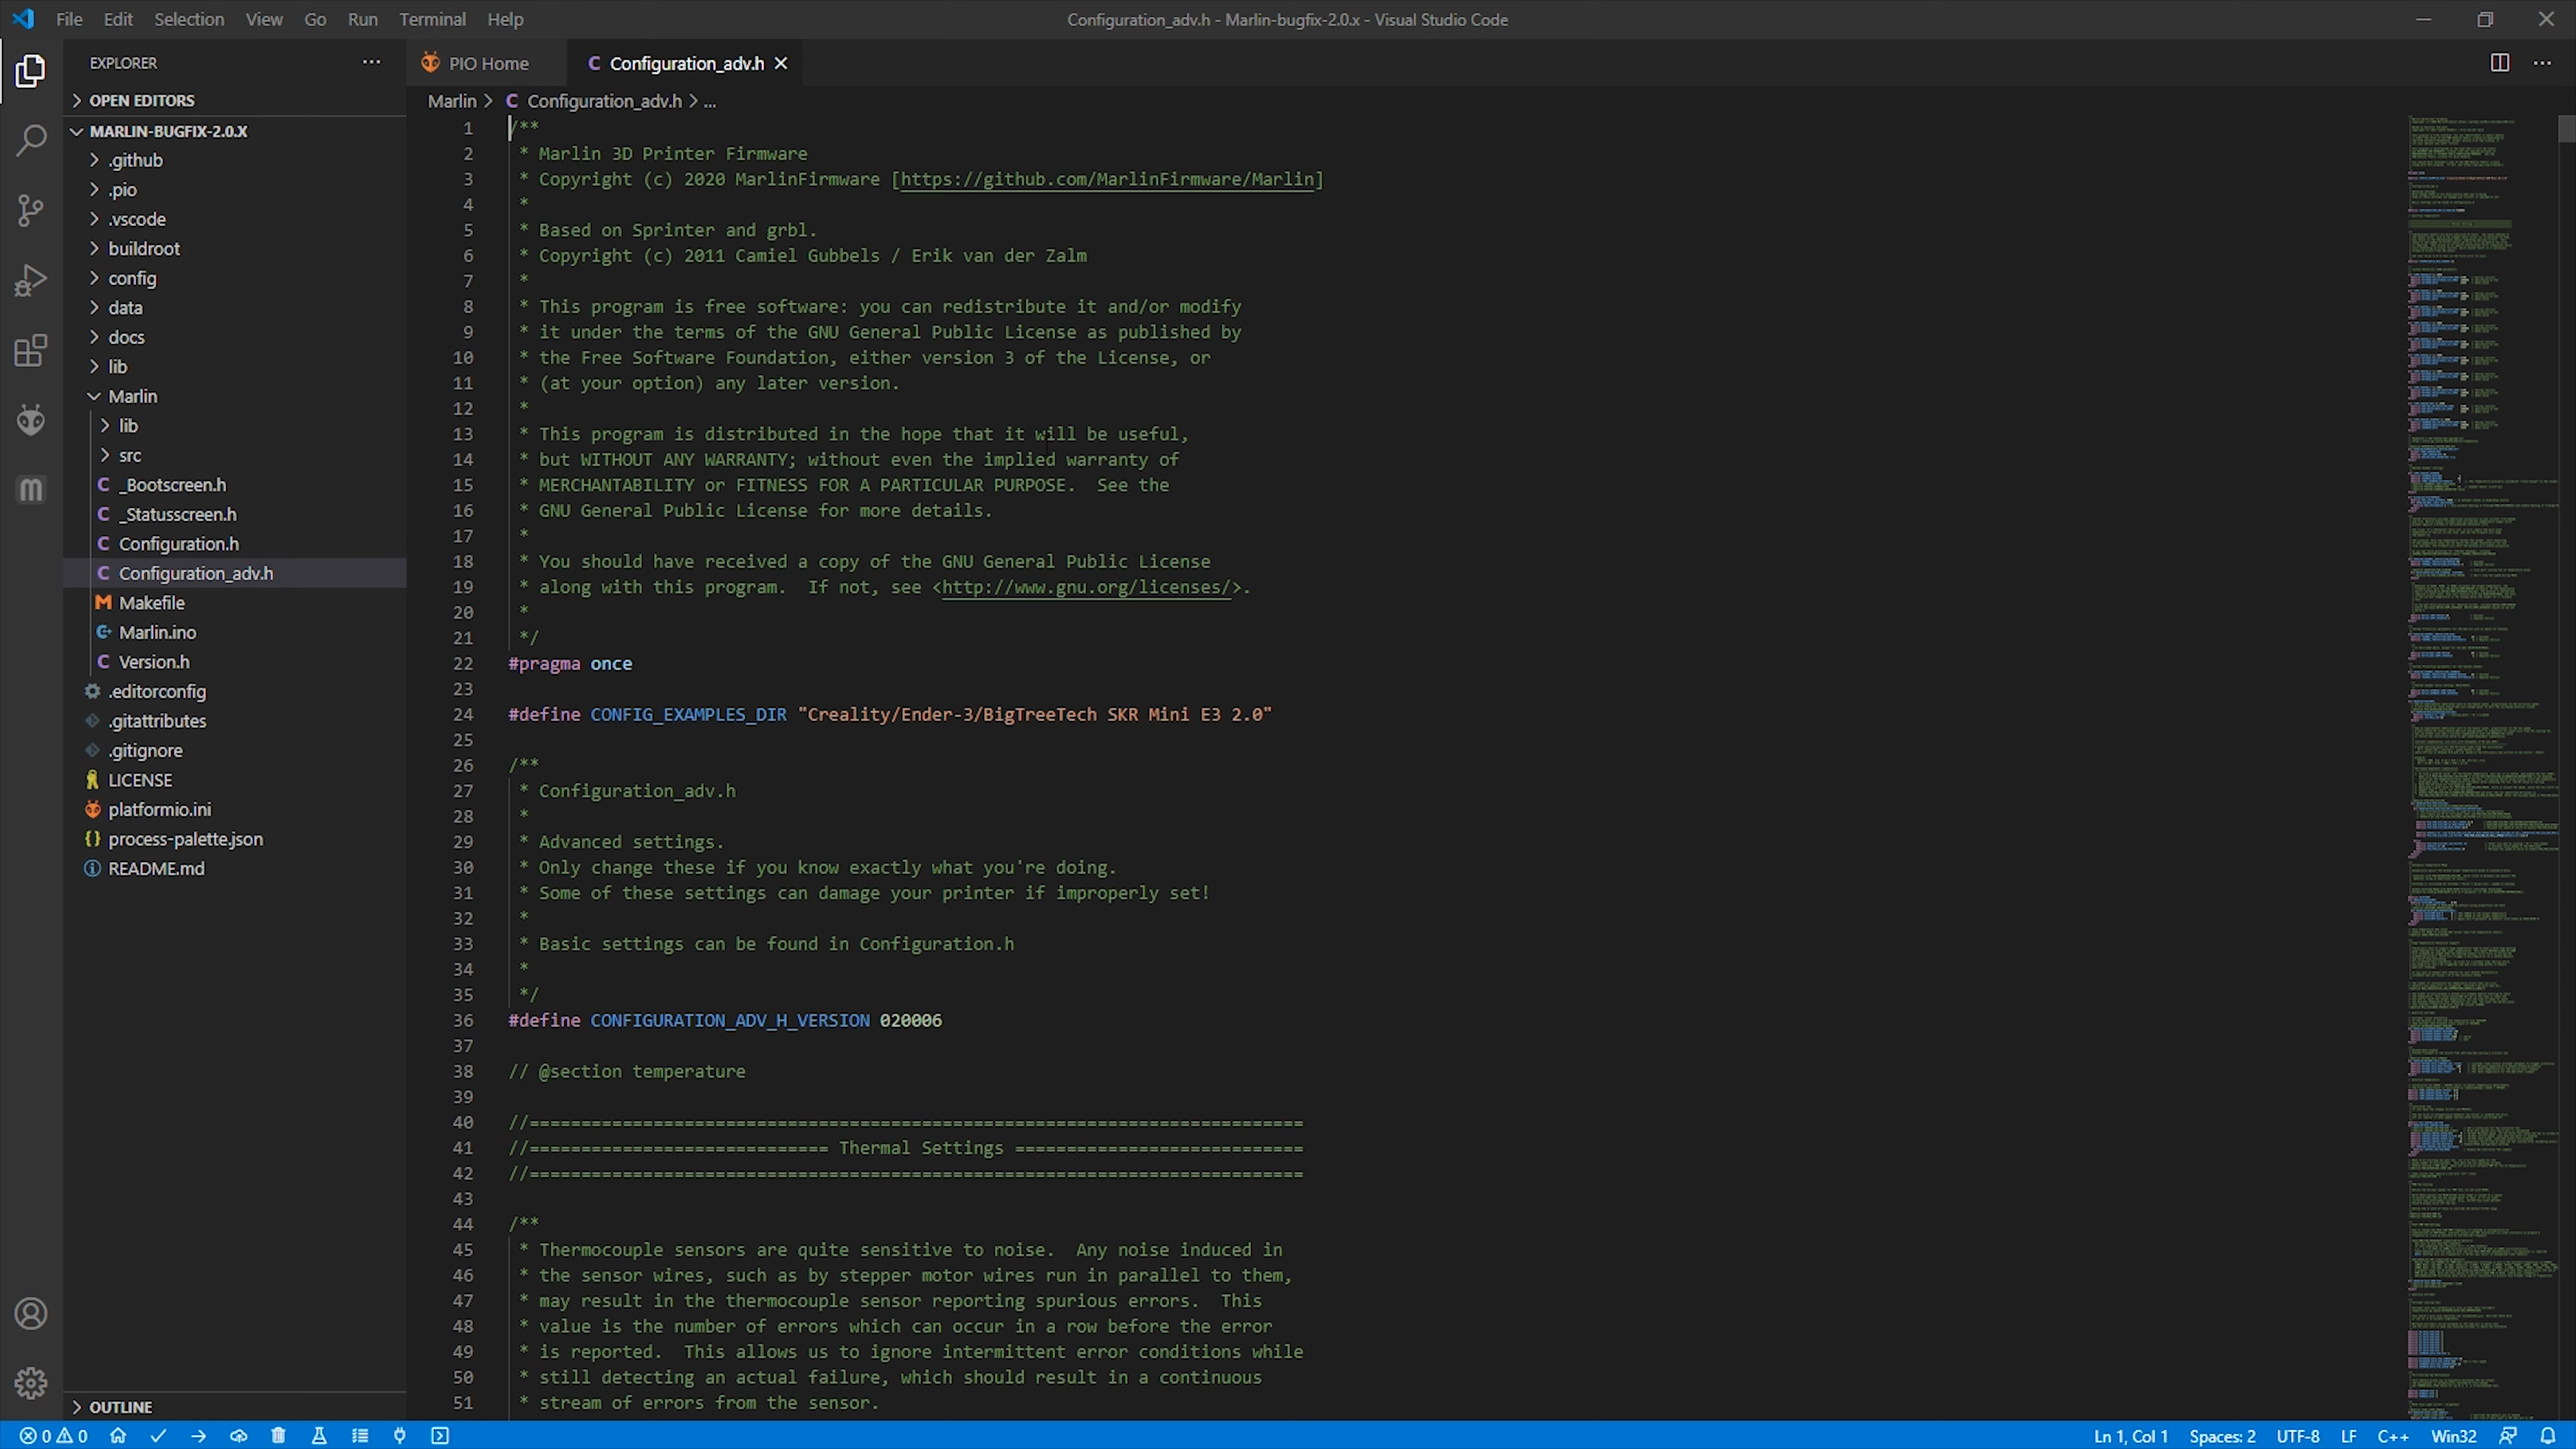 File Edit Selection View Go Run Terminal Help
Configuration_adv.h - Marlin-bugfix-2.0.x - Visual Studio Code
EXPLORER
OPEN EDITORS
MARLIN-BUGFIX-2.0.X
.github
.pio
.vscode
buildroot
config
data
docs
lib
Marlin
lib
src
_Bootscreen.h
_Statusscreen.h
Configuration.h
Configuration_adv.h
Makefile
Marlin.ino
Version.h
.editorconfig
.gitattributes
.gitignore
LICENSE
platformio.ini
process-palette.json
README.md
OUTLINE
PIO Home
Configuration_adv.h
Marlin > C Configuration_adv.h > ...
1 /**
2 * Marlin 3D Printer Firmware
3 * Copyright (c) 2020 MarlinFirmware [https://github.com/MarlinFirmware/Marlin]
4 *
5 * Based on Sprinter and grbl.
6 * Copyright (c) 2011 Camiel Gubbels / Erik van der Zalm
7 *
8 * This program is free software: you can redistribute it and/or modify
9 * it under the terms of the GNU General Public License as published by
10 * the Free Software Foundation, either version 3 of the License, or
11 * (at your option) any later version.
12 *
13 * This program is distributed in the hope that it will be useful,
14 * but WITHOUT ANY WARRANTY; without even the implied warranty of
15 * MERCHANTABILITY or FITNESS FOR A PARTICULAR PURPOSE.  See the
16 * GNU General Public License for more details.
17 *
18 * You should have received a copy of the GNU General Public License
19 * along with this program.  If not, see <http://www.gnu.org/licenses/>.
20 *
21 */
22 #pragma once
23
24 #define CONFIG_EXAMPLES_DIR "Creality/Ender-3/BigTreeTech SKR Mini E3 2.0"
25
26 /**
27 * Configuration_adv.h
28 *
29 * Advanced settings.
30 * Only change these if you know exactly what you're doing.
31 * Some of these settings can damage your printer if improperly set!
32 *
33 * Basic settings can be found in Configuration.h
34 *
35 */
36 #define CONFIGURATION_ADV_H_VERSION 020006
37
38 // @section temperature
39
40 //===========================================================================
41 //============================= Thermal Settings ============================
42 //===========================================================================
43
44 /**
45 * Thermocouple sensors are quite sensitive to noise.  Any noise induced in
46 * the sensor wires, such as by stepper motor wires run in parallel to them,
47 * may result in the thermocouple sensor reporting spurious errors.  This
48 * value is the number of errors which can occur in a row before the error
49 * is reported.  This allows us to ignore intermittent error conditions while
50 * still detecting an actual failure, which should result in a continuous
51 * stream of errors from the sensor.
0 0
Ln 1, Col 1 Spaces: 2 UTF-8 LF C++ Win32